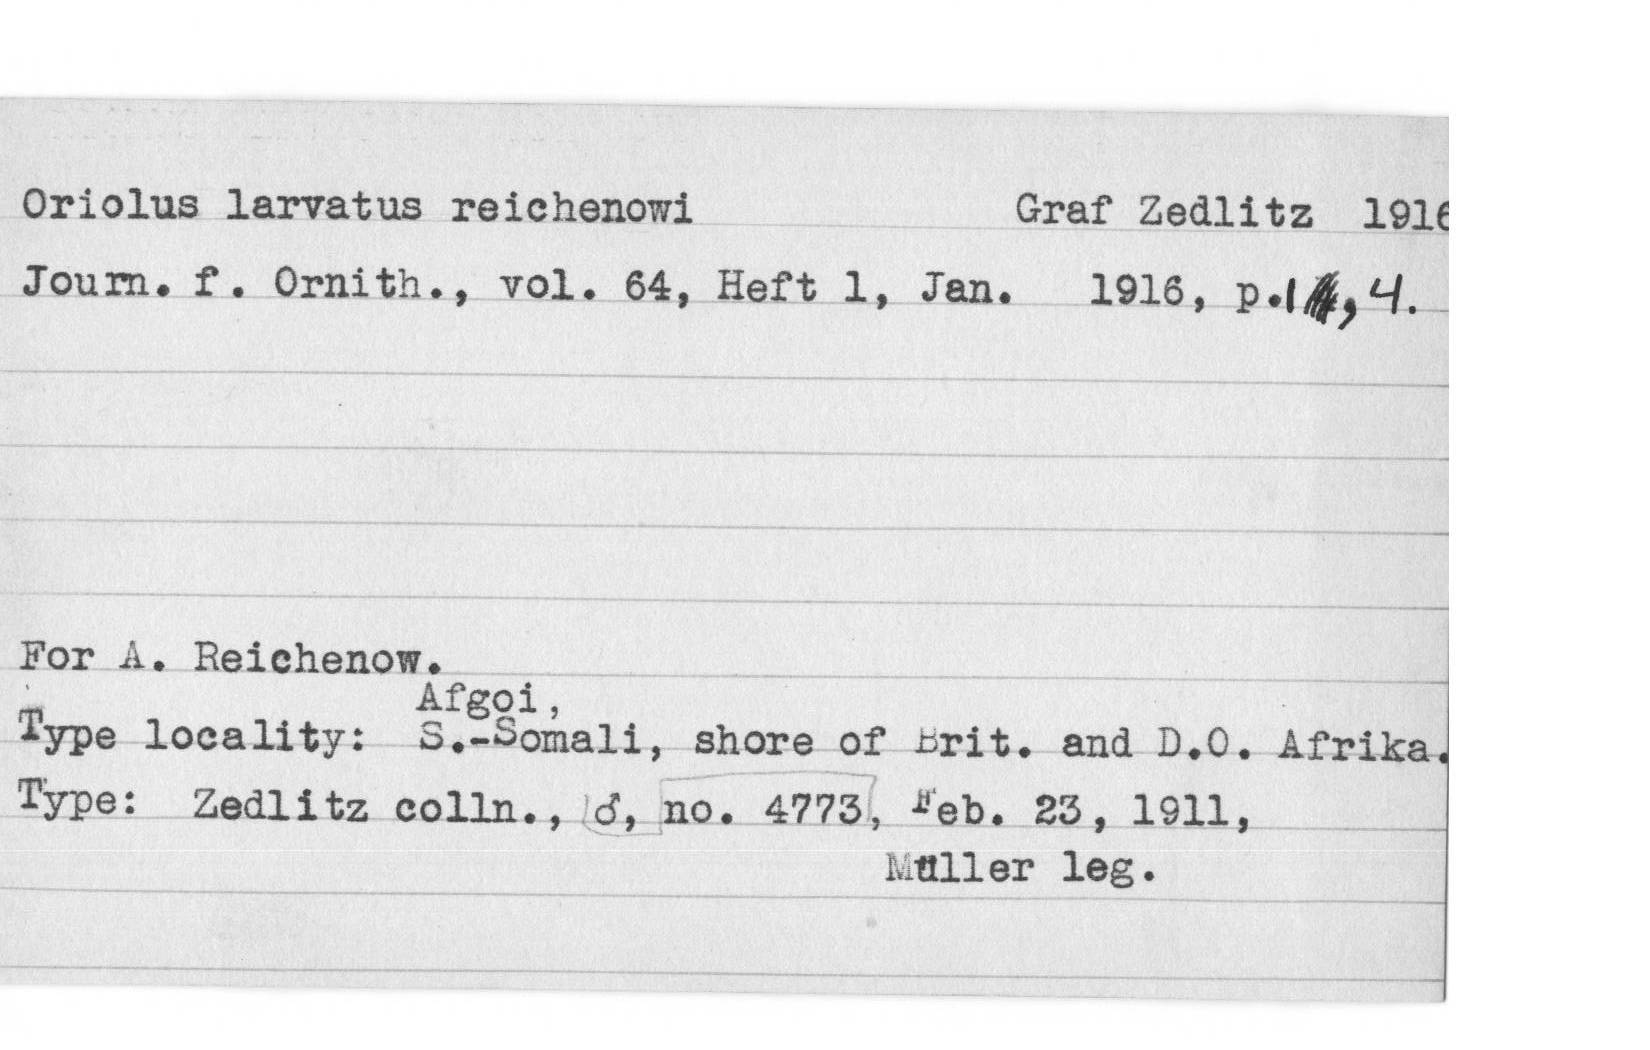 Oriolus larvatus reichenowi Graf Zedlitz 1916
Journ. f. Ornith., vol. 64, Heft 1, Jan. 1916, p.1, 4.
For A. Reichenow.
Afgoi,
Type locality: S.-Somali, shore of Brit. and D.O. Afrika.
Type: Zedlitz colln., ♂, no. 4773, Feb. 23, 1911,
Müller leg.